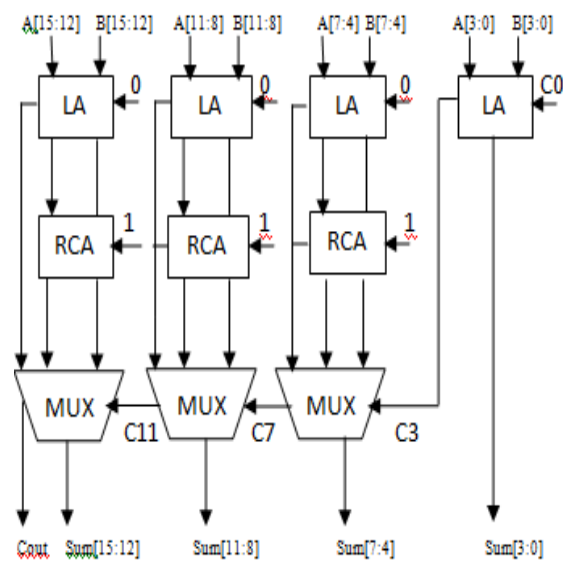 A[15:12] B[15:12] A[11:8] B[11:8] A[7:4] B[7:4] A[3:0] B[3:0]
0 0 0 C0
LA LA LA LA
1 1 1
RCA RCA RCA
MUX MUX MUX
C11 C7 C3
Cout Sum[15:12] Sum[11:8] Sum[7:4] Sum[3:0]